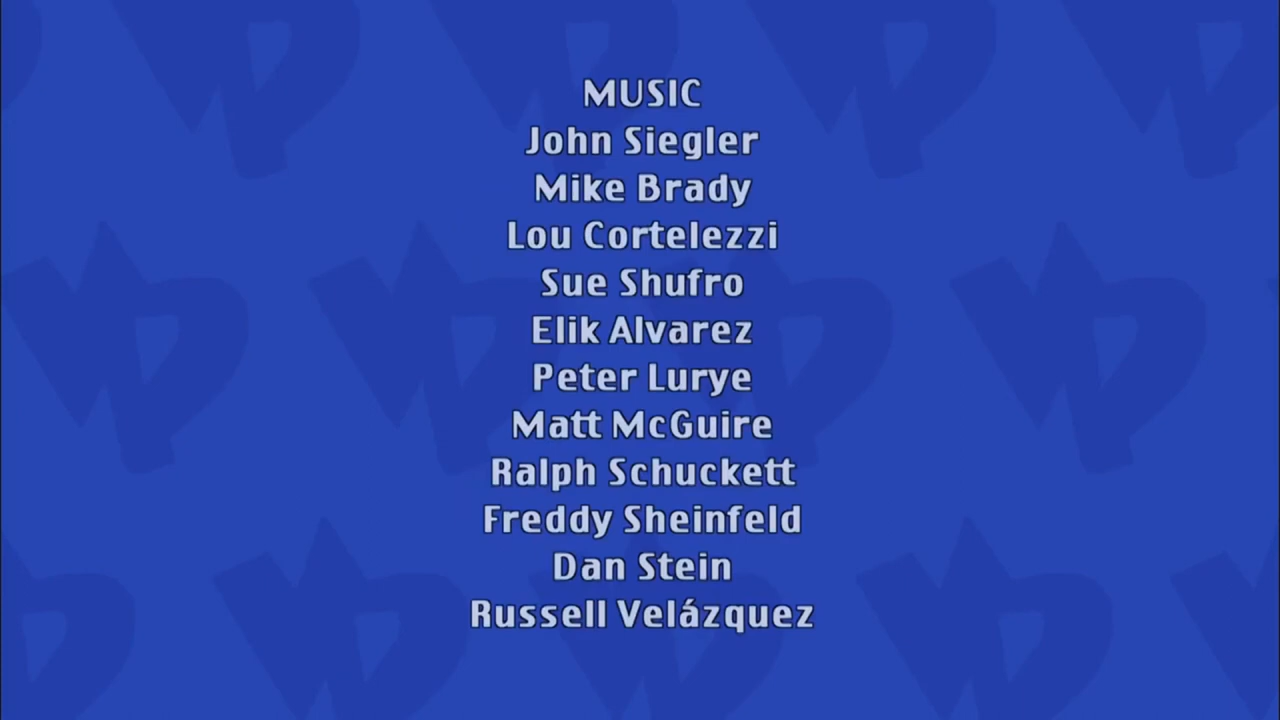 MUSIC
John Siegler
Mike Brady
Lou Cortelezzi
Sue Shufro
Elik Alvarez
Peter Lurye
Matt McGuire
Ralph Schuckett
Freddy Sheinfeld
Dan Stein
Russell Velázquez